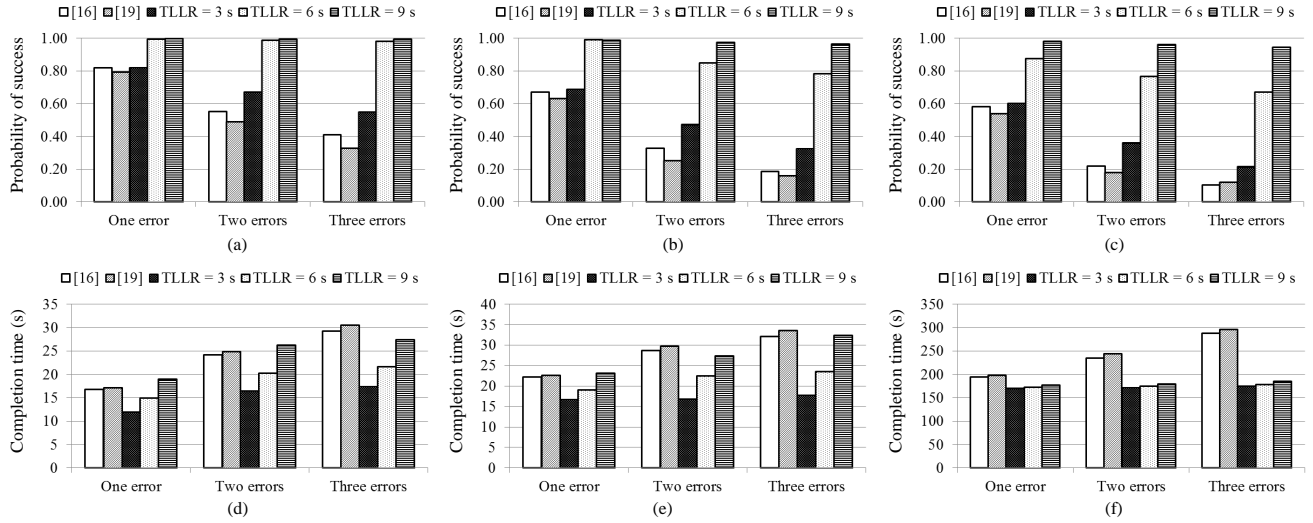 [16] [19] TLLR = 3 s TLLR = 6 s TLLR = 9 s
Probability of success
1.00
0.80
0.60
0.40
0.20
0.00
One error Two errors Three errors
(a)
[16] [19] TLLR = 3 s TLLR = 6 s TLLR = 9 s
Probability of success
1.00
0.80
0.60
0.40
0.20
0.00
One error Two errors Three errors
(b)
[16] [19] TLLR = 3 s TLLR = 6 s TLLR = 9 s
Probability of success
1.00
0.80
0.60
0.40
0.20
0.00
One error Two errors Three errors
(c)
[16] [19] TLLR = 3 s TLLR = 6 s TLLR = 9 s
Completion time (s)
35
30
25
20
15
10
5
0
One error Two errors Three errors
(d)
[16] [19] TLLR = 3 s TLLR = 6 s TLLR = 9 s
Completion time (s)
40
35
30
25
20
15
10
5
0
One error Two errors Three errors
(e)
[16] [19] TLLR = 3 s TLLR = 6 s TLLR = 9 s
Completion time (s)
350
300
250
200
150
100
50
0
One error Two errors Three errors
(f)